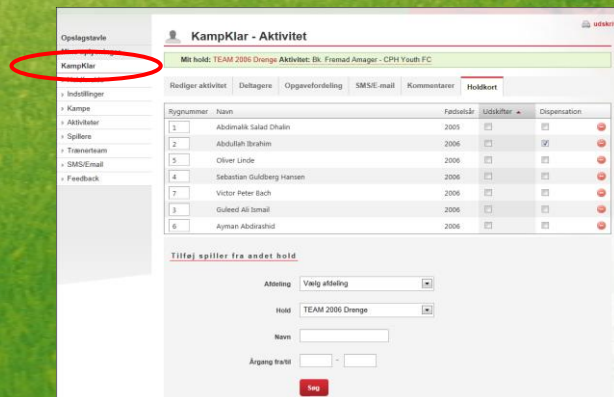 udskri
KampKlar - Aktivitet
Opslagstavle
KampKlar
› Indstillinger
› Kampe
› Aktiviteter
› Spillere
› Trænerteam
› SMS/Email
› Feedback
Mit hold: TEAM 2006 Drenge Aktivitet: Bk. Fremad Amager - CPH Youth FC
Rediger aktivitet Deltagere Opgavefordeling SMS/E-mail Kommentarer Holdkort
Rygnummer Navn Fødselsår Udskifter Dispensation
1 Abdimalik Salad Dhalin 2005
2 Abdullah Ibrahim 2006
5 Oliver Linde 2006
4 Sebastian Guldberg Hansen 2006
7 Victor Peter Bach 2006
3 Guleed Ali Ismail 2006
6 Ayman Abdirashid 2006
Tilføj spiller fra andet hold
Afdeling Vælg afdeling
Hold TEAM 2006 Drenge
Navn
Årgang fra/til -
Søg